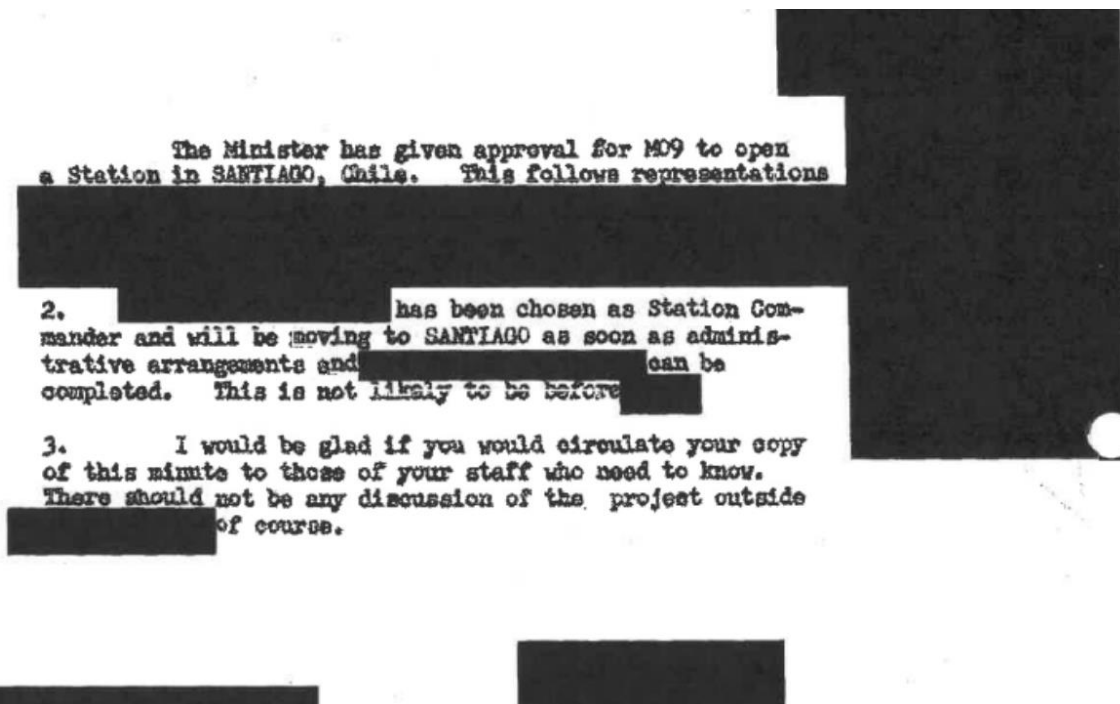 The Minister has given approval for MO9 to open
a Station in SANTIAGO, Chile. This follows representations
2. has been chosen as Station Com-
mander and will be moving to SANTIAGO as soon as adminis-
trative arrangements and can be
completed. This is not likely to be before
3. I would be glad if you would circulate your copy
of this minute to those of your staff who need to know.
There should not be any discussion of the project outside
of course.